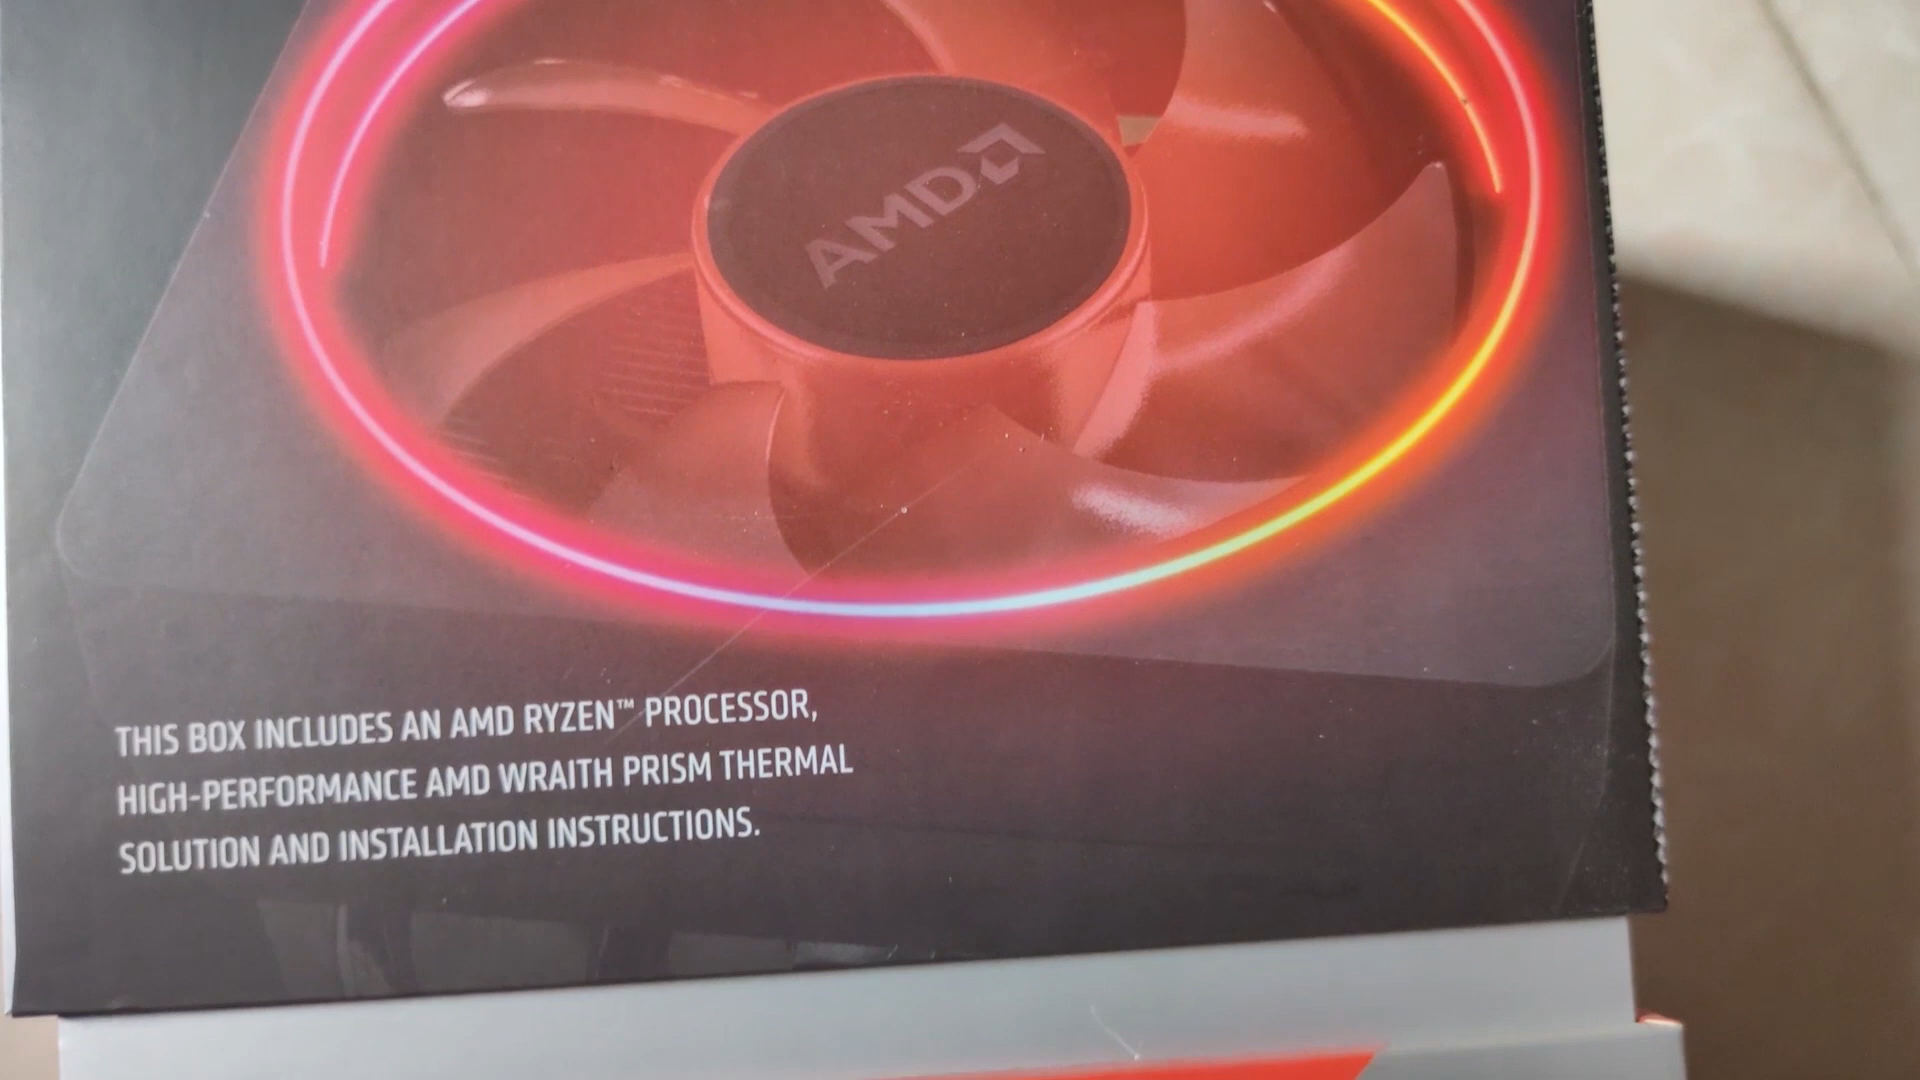 AMD
THIS BOX INCLUDES AN AMD RYZEN™ PROCESSOR,
HIGH-PERFORMANCE AMD WRAITH PRISM THERMAL
SOLUTION AND INSTALLATION INSTRUCTIONS.